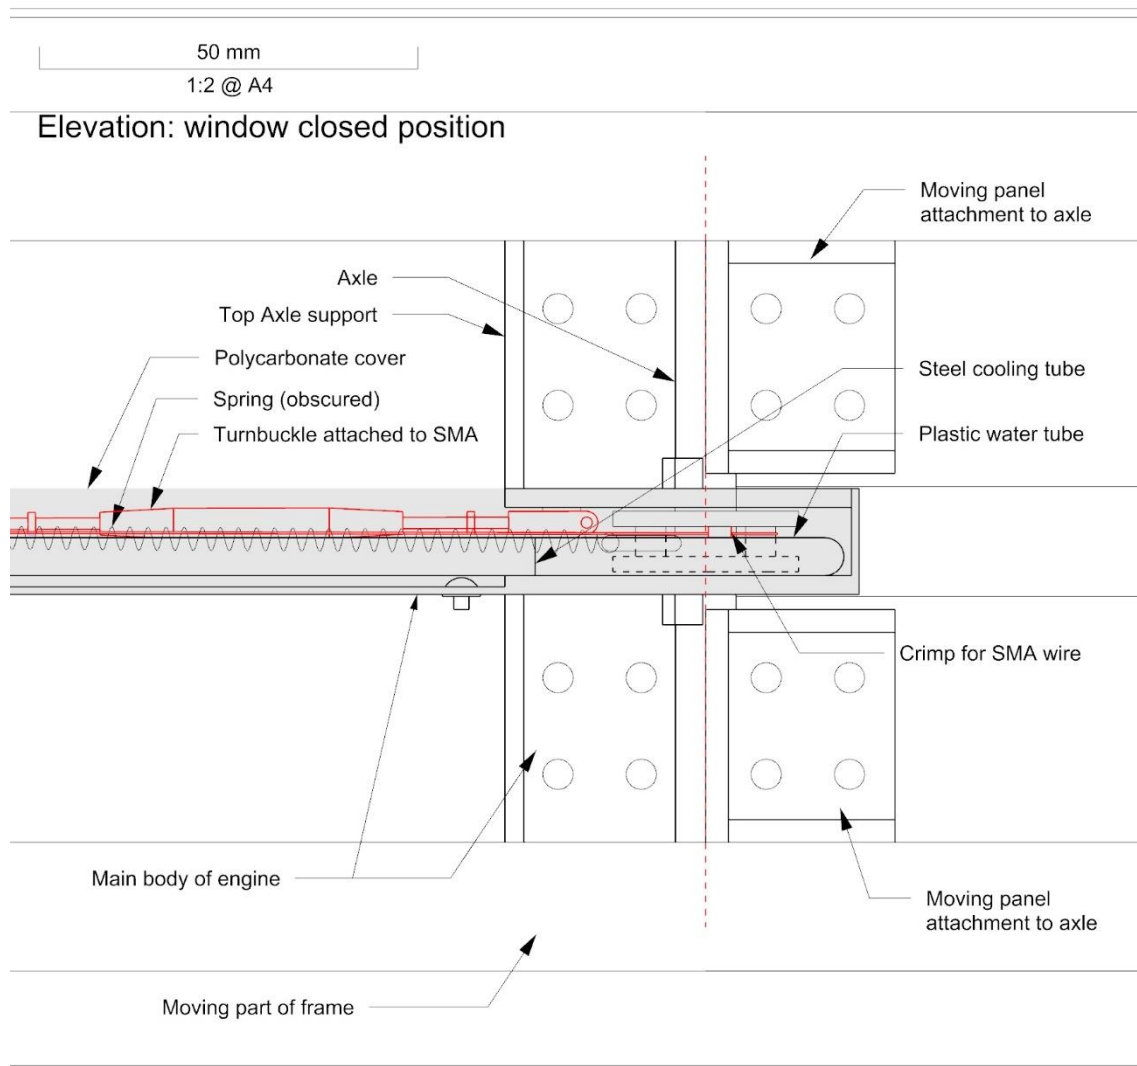 50 mm
1:2 @ A4
Elevation: window closed position
Moving panel
attachment to axle
Axle
Top Axle support
Polycarbonate cover
Spring (obscured)
Turnbuckle attached to SMA
Steel cooling tube
Plastic water tube
Crimp for SMA wire
Main body of engine
Moving panel
attachment to axle
Moving part of frame